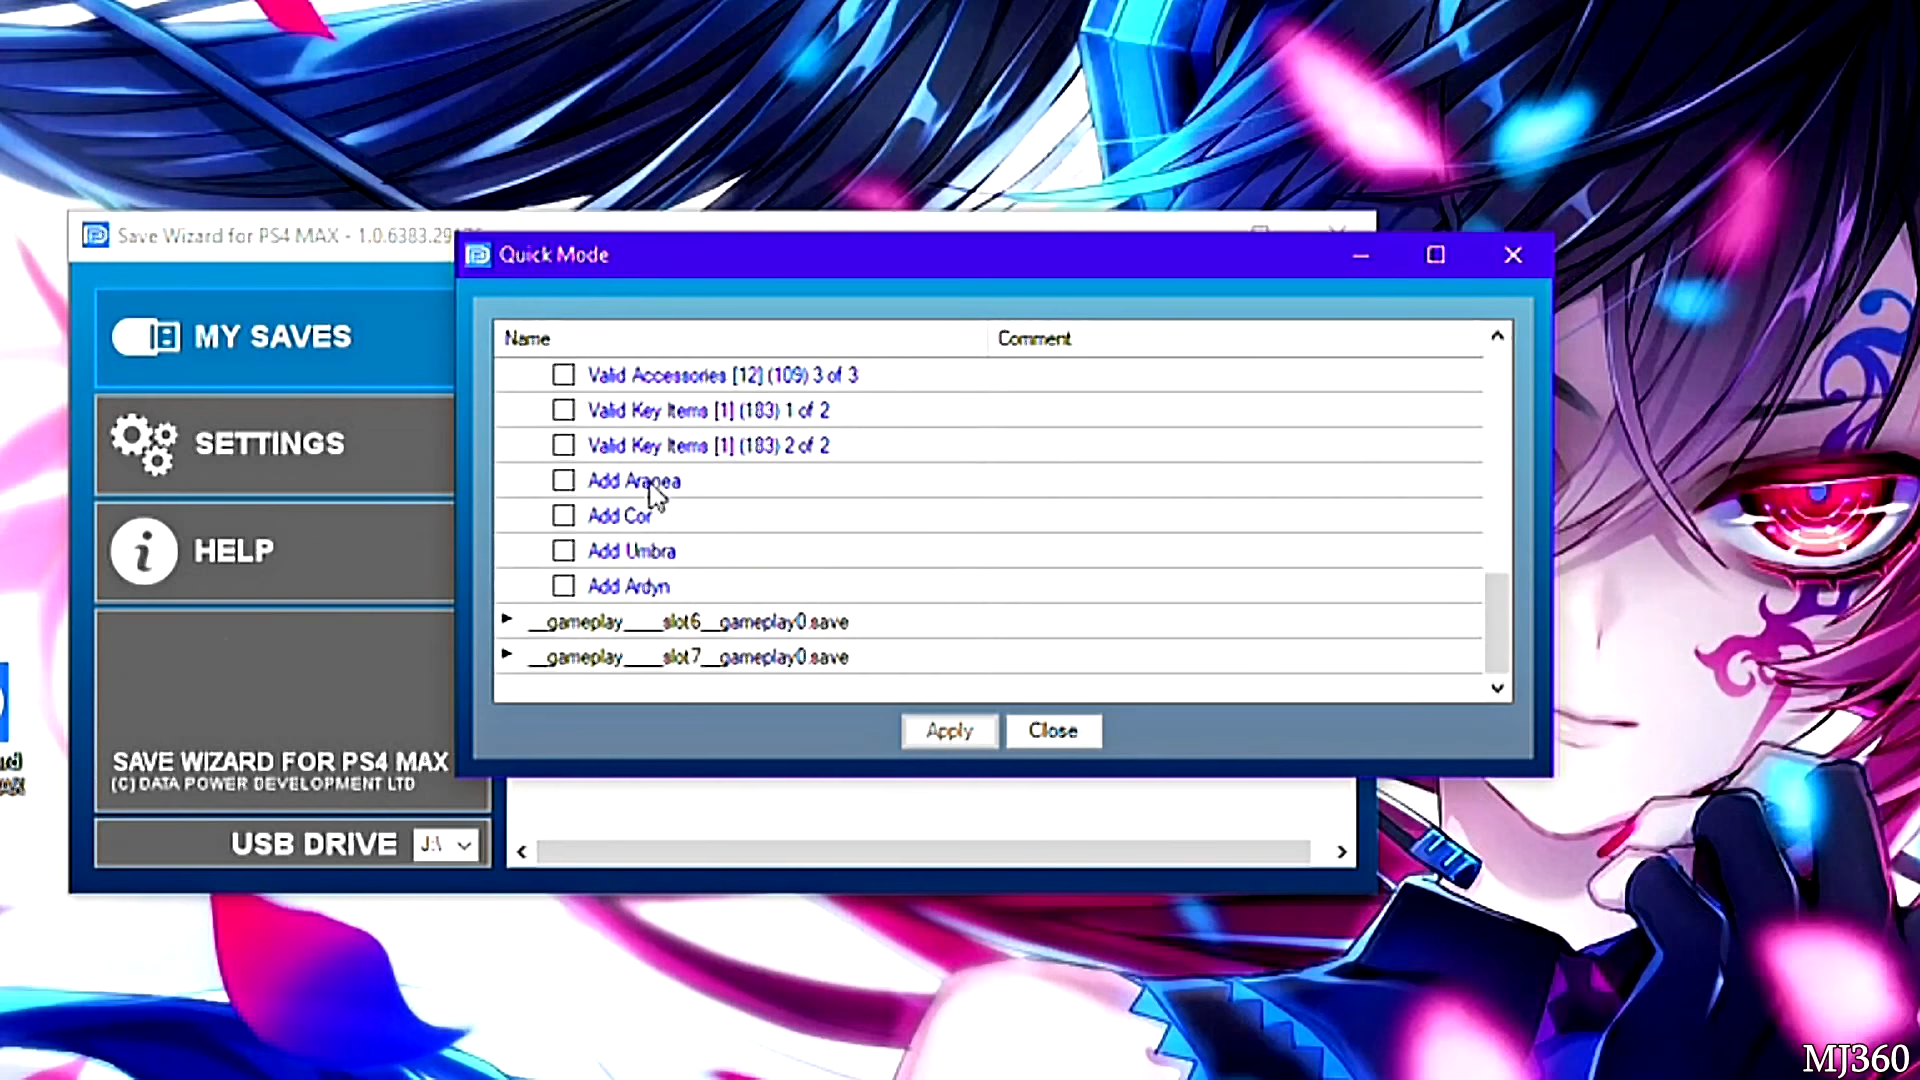 Save Wizard for PS4 MAX - 1.0.6383.29
Quick Mode
MY SAVES
SETTINGS
HELP
SAVE WIZARD FOR PS4 MAX
(C) DATA POWER DEVELOPMENT LTD
USB DRIVE J:\
Name Comment
Valid Accessories [12] (109) 3 of 3
Valid Key Items [1] (183) 1 of 2
Valid Key Items [1] (183) 2 of 2
Add Aranea
Add Cor
Add Umbra
Add Ardyn
__gameplay____slot6__gameplay0.save
__gameplay____slot7__gameplay0.save
Apply Close
MJ360